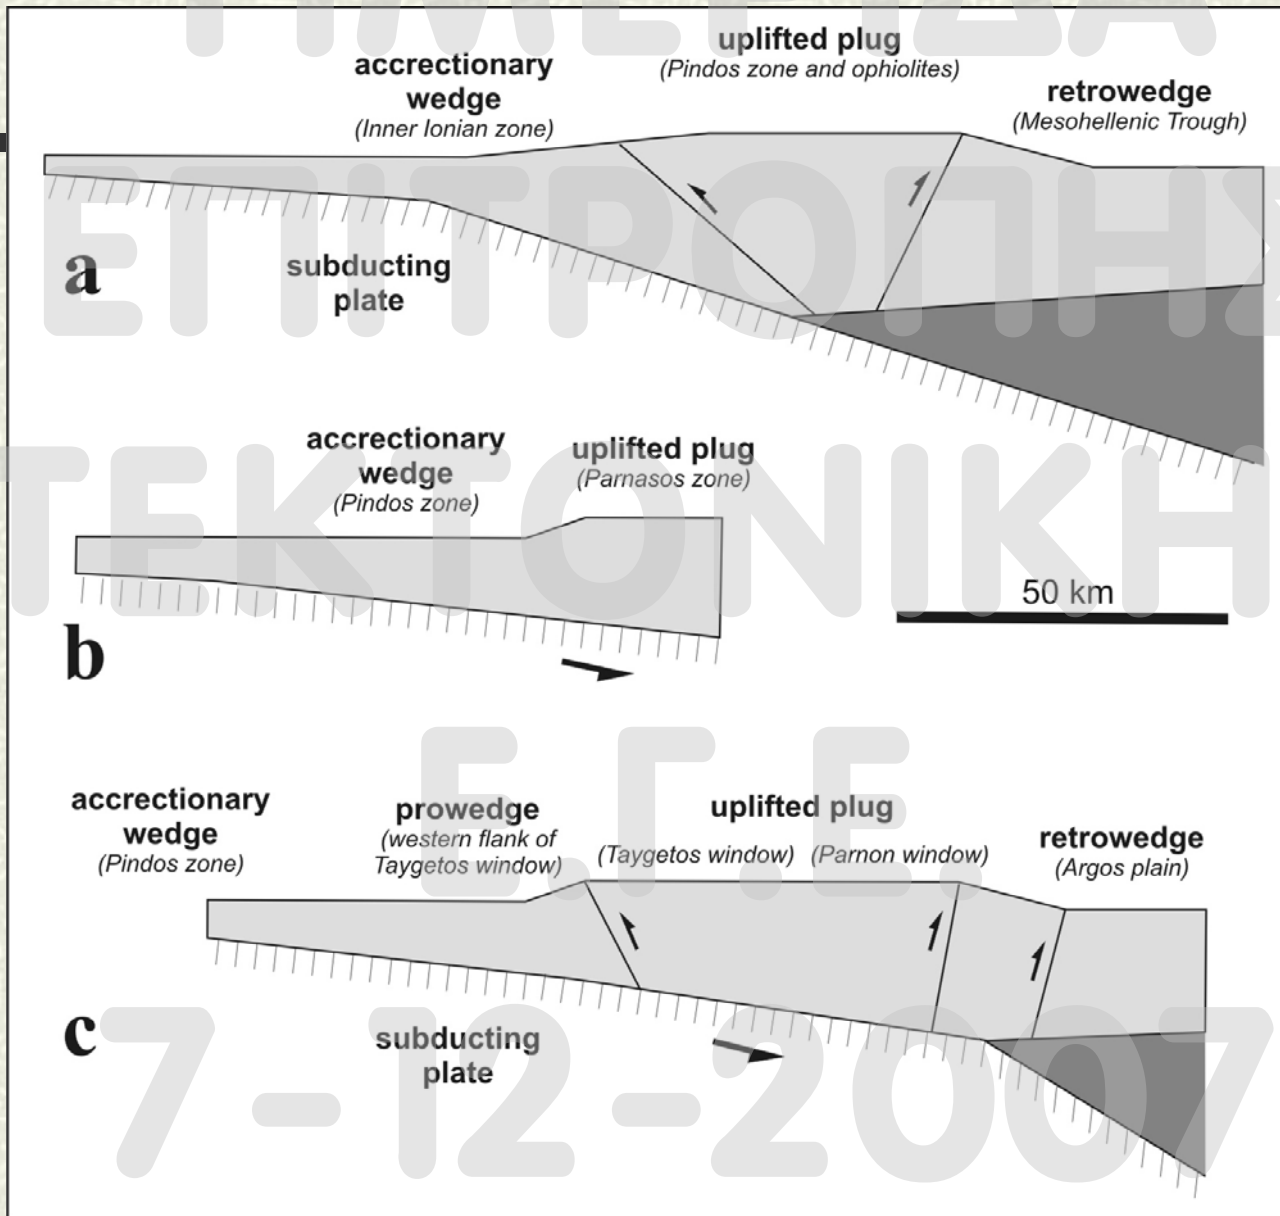 ΗΜΕΡΙΔΑ
uplifted plug
(Pindos zone and ophiolites)
accrectionary
wedge
(Inner Ionian zone)
retrowedge
(Mesohellenic Trough)
ΕΠΙΤΡΟΠΗΣ
a
subducting
plate
accrectionary
wedge
(Pindos zone)
uplifted plug
(Parnasos zone)
ΤΕΚΤΟΝΙΚΗ
50 km
b
Ε.Γ.Ε.
accrectionary
wedge
(Pindos zone)
prowedge
(western flank of
Taygetos window)
uplifted plug
(Taygetos window) (Parnon window)
retrowedge
(Argos plain)
c
subducting
plate
7-12-2007